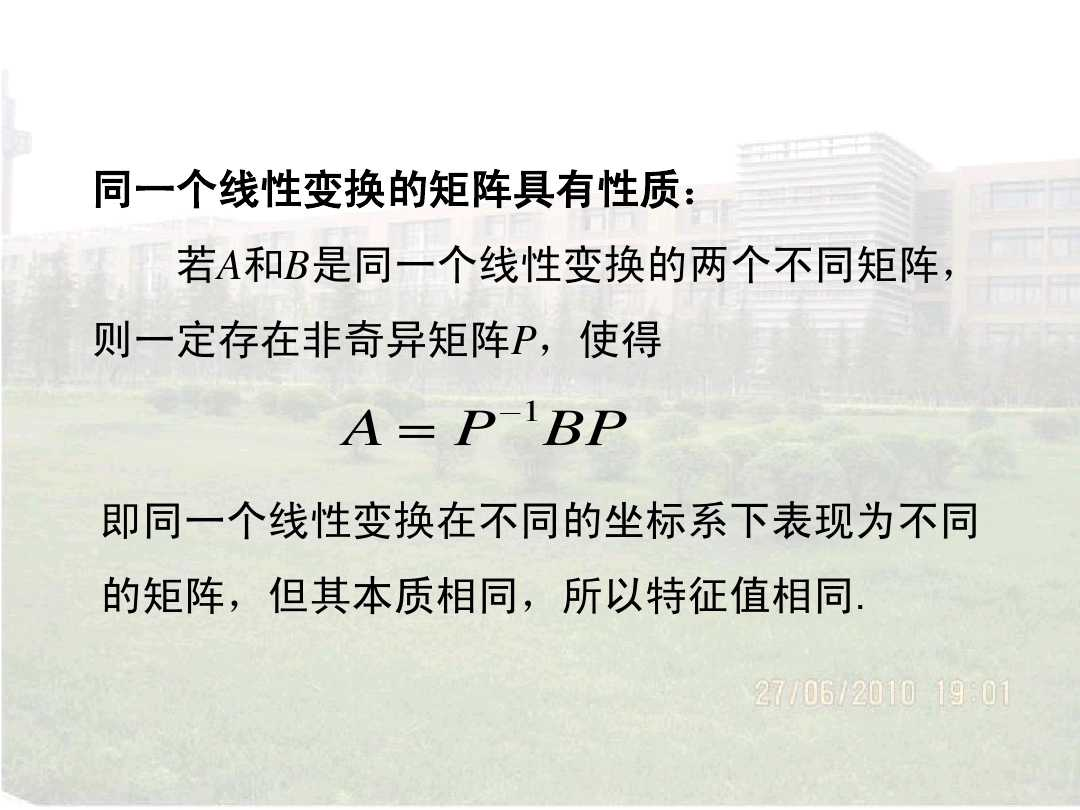 同一个线性变换的矩阵具有性质：
若A和B是同一个线性变换的两个不同矩阵，
则一定存在非奇异矩阵P，使得
A = P⁻¹BP
即同一个线性变换在不同的坐标系下表现为不同
的矩阵，但其本质相同，所以特征值相同.
27/06/2010 19:01